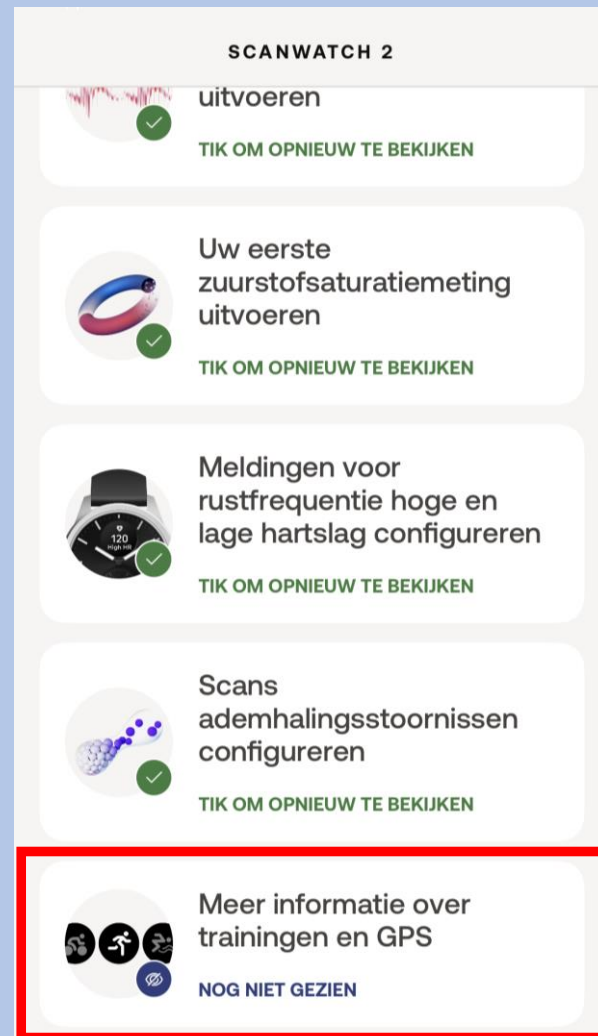 SCANWATCH 2
uitvoeren
TIK OM OPNIEUW TE BEKIJKEN
Uw eerste
zuurstofsaturatiemeting
uitvoeren
TIK OM OPNIEUW TE BEKIJKEN
120
High HR
Meldingen voor
rustfrequentie hoge en
lage hartslag configureren
TIK OM OPNIEUW TE BEKIJKEN
Scans
ademhalingsstoornissen
configureren
TIK OM OPNIEUW TE BEKIJKEN
Meer informatie over
trainingen en GPS
NOG NIET GEZIEN